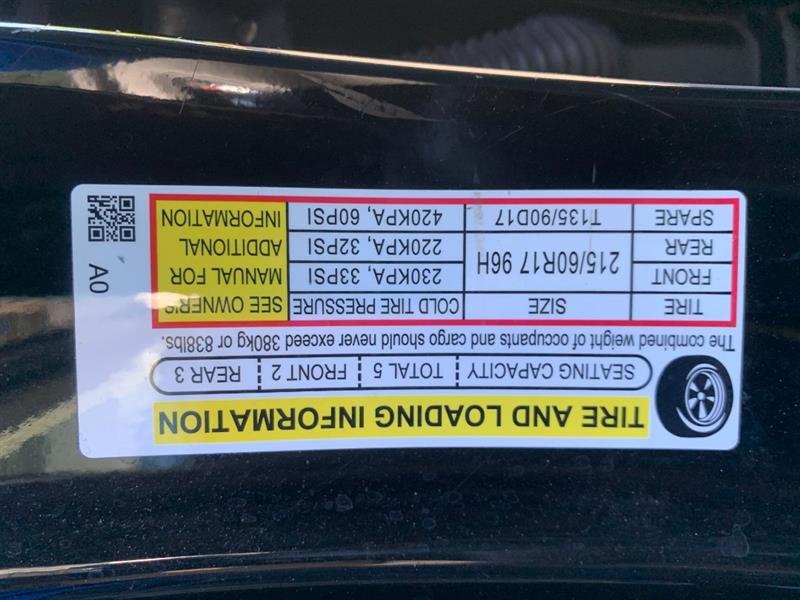 TIRE AND LOADING INFORMATION
SEATING CAPACITY TOTAL 5 FRONT 2 REAR 3
The combined weight of occupants and cargo should never exceed 380kg or 838lbs.
TIRE SIZE COLD TIRE PRESSURE SEE OWNER'S
FRONT 215/60R17 96H 230KPA, 33PSI MANUAL FOR
REAR 220KPA, 32PSI ADDITIONAL
SPARE T135/90D17 420KPA, 60PSI INFORMATION
A0